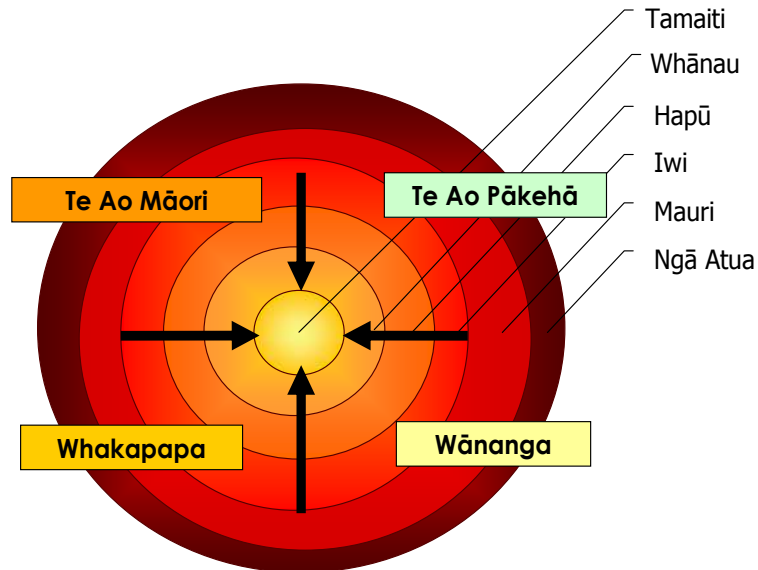 Tamaiti
Whānau
Hapū
Iwi
Mauri
Ngā Atua
Te Ao Māori
Te Ao Pākehā
Whakapapa
Wānanga